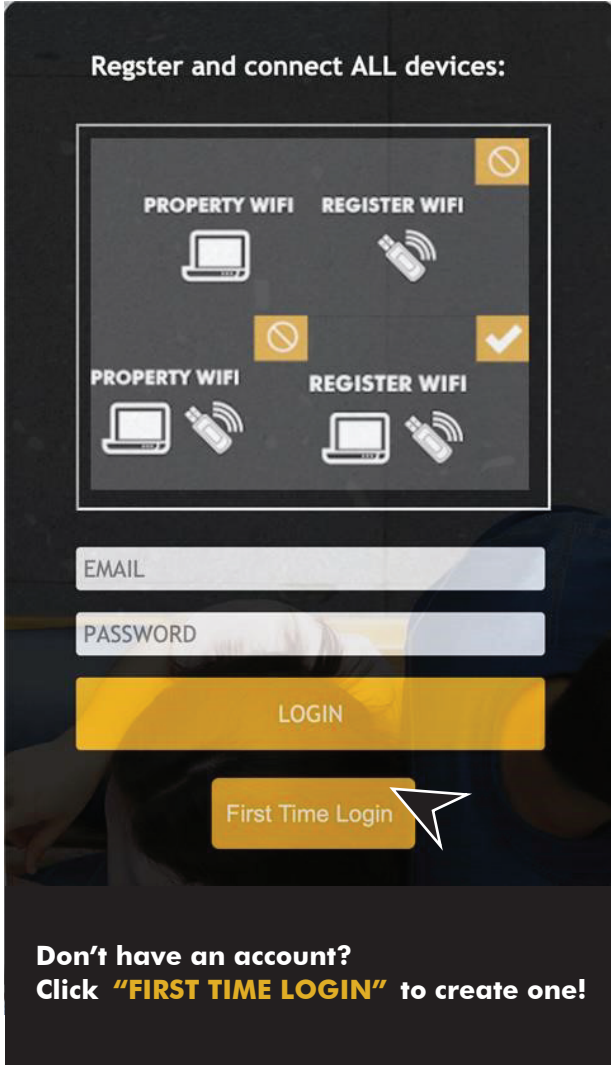 Regster and connect ALL devices:
PROPERTY WIFI REGISTER WIFI
PROPERTY WIFI
REGISTER WIFI
EMAIL
PASSWORD
LOGIN
First Time Login
Don’t have an account?
Click “FIRST TIME LOGIN” to create one!